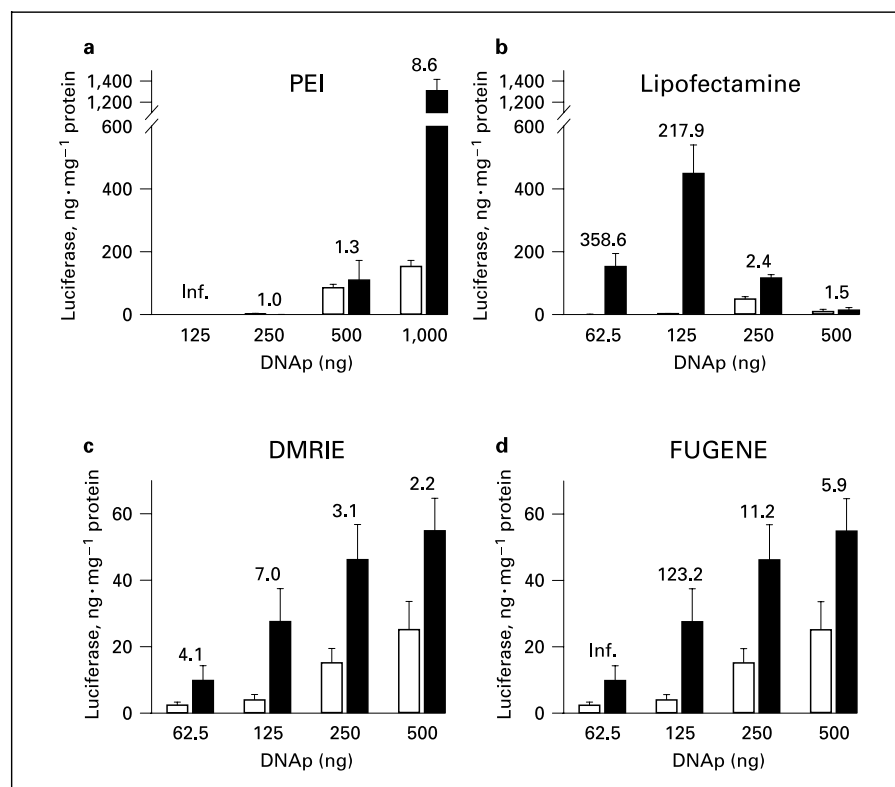 a
PEI
Luciferase, ng·mg⁻¹ protein
1,400
1,200
600
400
200
0
Inf.
1.0
1.3
8.6
125 250 500 1,000
DNAp (ng)
b
Lipofectamine
Luciferase, ng·mg⁻¹ protein
1,400
1,200
600
400
200
0
358.6
217.9
2.4
1.5
62.5 125 250 500
DNAp (ng)
c
DMRIE
Luciferase, ng·mg⁻¹ protein
60
40
20
0
4.1
7.0
3.1
2.2
62.5 125 250 500
DNAp (ng)
d
FUGENE
Luciferase, ng·mg⁻¹ protein
60
40
20
0
Inf.
123.2
11.2
5.9
62.5 125 250 500
DNAp (ng)